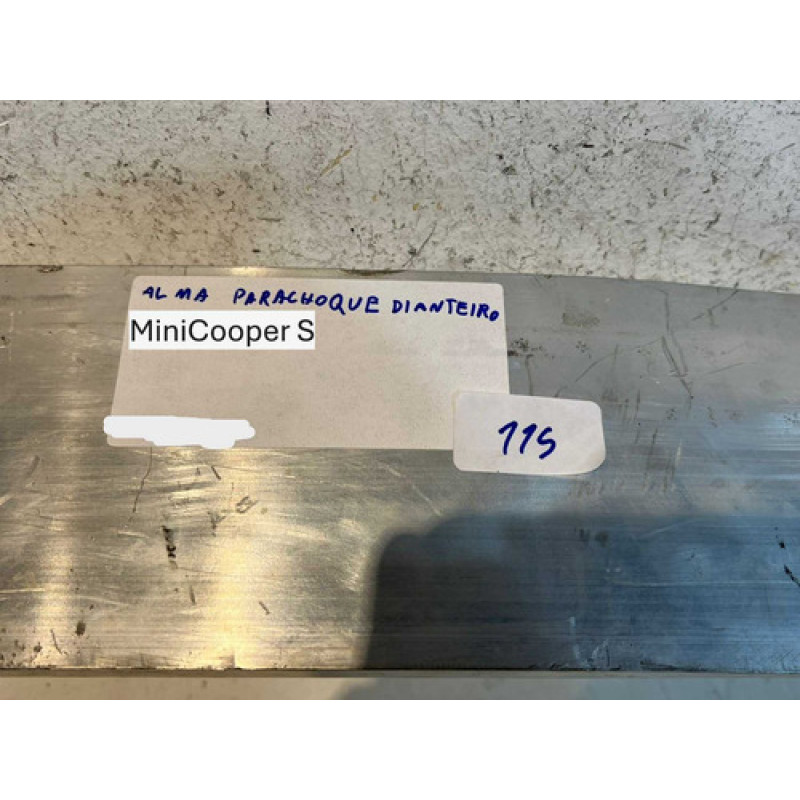 ALMA PARACHOQUE DIANTEIRO
MiniCooper S
115